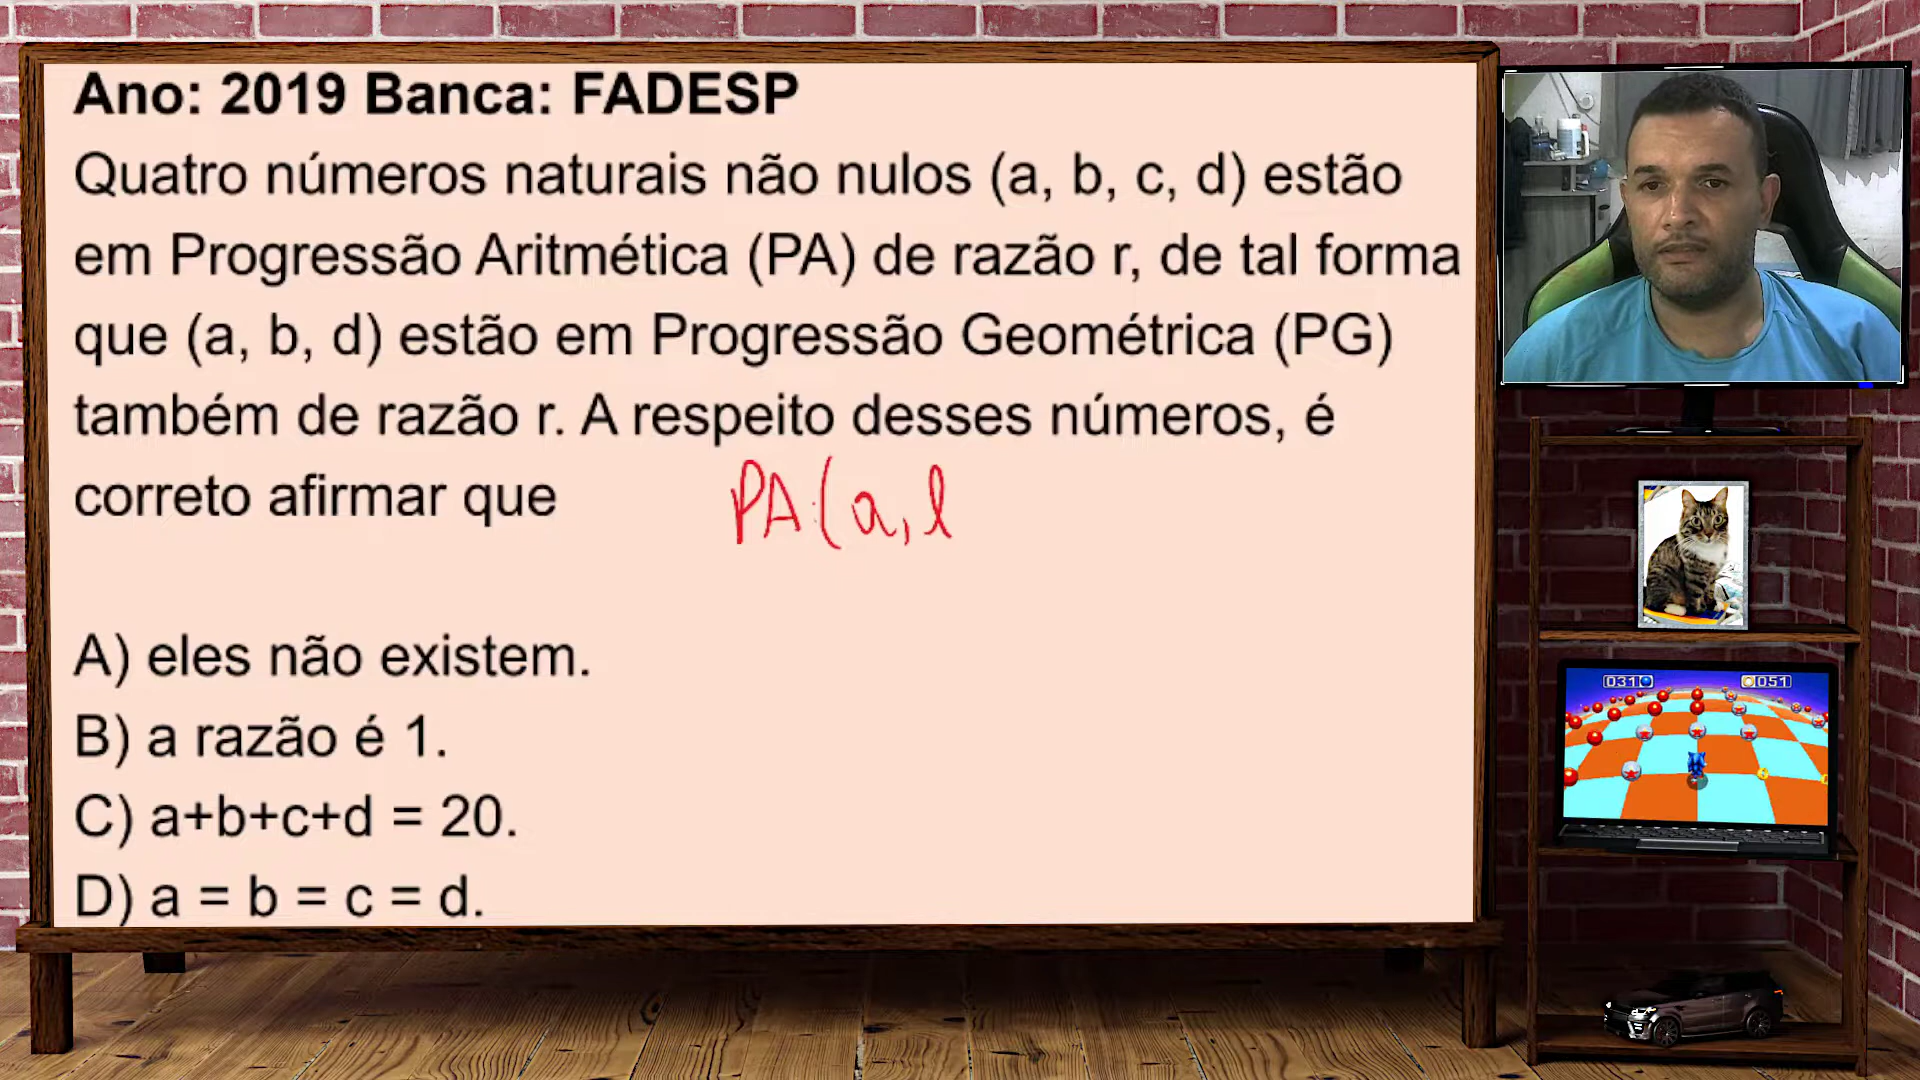 Ano: 2019 Banca: FADESP
Quatro números naturais não nulos (a, b, c, d) estão
em Progressão Aritmética (PA) de razão r, de tal forma
que (a, b, d) estão em Progressão Geométrica (PG)
também de razão r. A respeito desses números, é
correto afirmar que
PA:(a, l
A) eles não existem.
B) a razão é 1.
C) a+b+c+d = 20.
D) a = b = c = d.
031
051